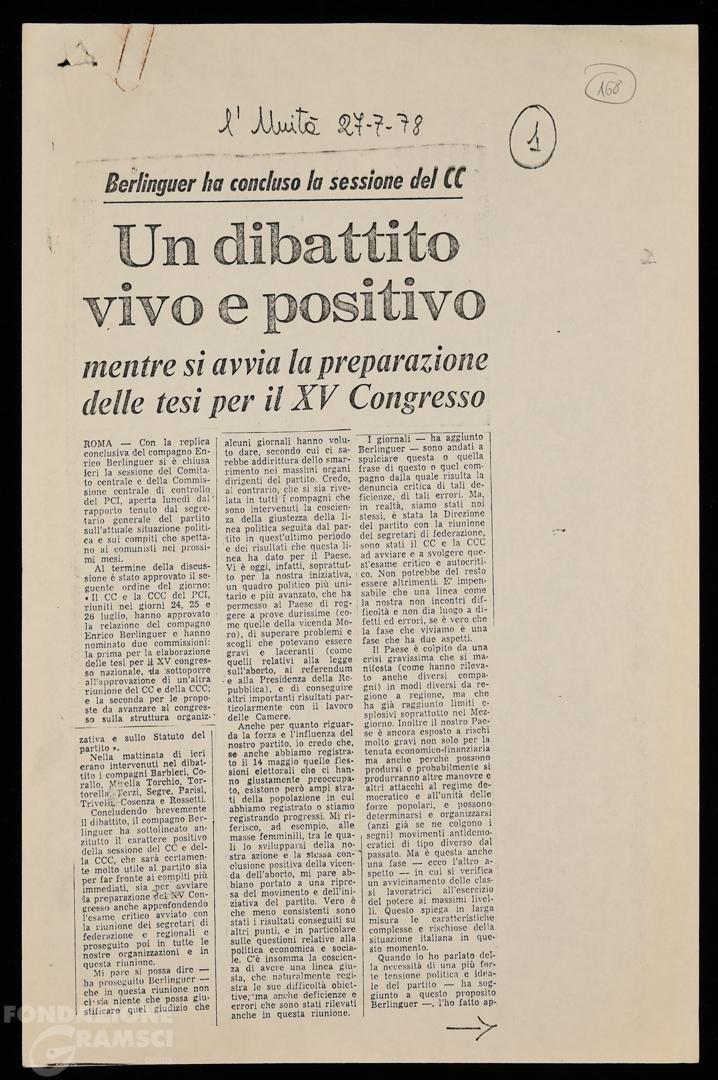 168
l'Unità 27-7-78
1
Berlinguer ha concluso la sessione del CC
Un dibattito
vivo e positivo
mentre si avvia la preparazione
delle tesi per il XV Congresso
ROMA — Con la replica
conclusiva del compagno En-
rico Berlinguer si è chiusa
ieri la sessione del Comita-
to centrale e della Commis-
sione centrale di controllo
del PCI, aperta lunedì dal
rapporto tenuto dal segre-
tario generale del partito
sull'attuale situazione politi-
ca e sui compiti che spetta-
no ai comunisti nei prossi-
mi mesi.
Al termine della discus-
sione è stato approvato il se-
guente ordine del giorno:
« Il CC e la CCC del PCI,
riuniti nei giorni 24, 25 e
26 luglio, hanno approvato
la relazione del compagno
Enrico Berlinguer e hanno
nominato due commissioni:
la prima per la elaborazione
delle tesi per il XV congres-
so nazionale, da sottoporre
all'approvazione di un'altra
riunione del CC e della CCC;
e la seconda per le propo-
ste da avanzare al congres-
so sulla struttura organiz-
zativa e sullo Statuto del
partito ».
Nella mattinata di ieri
erano intervenuti nel dibat-
tito i compagni Barbieri, Co-
rallo, Mirella Torchio, Tor-
torella, Terzi, Segre, Parisi,
Trivelli, Cosenza e Rossetti.
Concludendo brevemente
il dibattito, il compagno Ber-
linguer ha sottolineato an-
zitutto il carattere positivo
della sessione del CC e del-
la CCC, che sarà certamen-
te molto utile al partito sia
per far fronte ai compiti più
immediati, sia per avviare
la preparazione del XV Con-
gresso anche approfondendo
l'esame critico avviato con
la riunione dei segretari di
federazione e regionali e
proseguito poi in tutte le
nostre organizzazioni e in
questa riunione.
Mi pare si possa dire —
ha proseguito Berlinguer —
che in questa riunione non
ci sia niente che possa giu-
stificare quel giudizio che
alcuni giornali hanno volu-
to dare, secondo cui ci sa-
rebbe addirittura dello smar-
rimento nei massimi organi
dirigenti del partito. Credo,
al contrario, che si sia rive-
lata in tutti i compagni che
sono intervenuti la coscien-
za della giustezza della li-
nea politica seguita dal par-
tito in quest'ultimo periodo
e dei risultati che questa li-
nea ha dato per il Paese.
Vi è oggi, infatti, soprattut-
to per la nostra iniziativa,
un quadro politico più uni-
tario e più avanzato, che ha
permesso al Paese di reg-
gere a prove durissime (co-
me quelle della vicenda Mo-
ro), di superare problemi e
scogli che potevano essere
gravi e laceranti (come
quelli relativi alla legge
sull'aborto, ai referendum
e alla Presidenza della Re-
pubblica), e di conseguire
altri importanti risultati par-
ticolarmente con il lavoro
delle Camere.
Anche per quanto riguar-
da la forza e l'influenza del
nostro partito, io credo che,
se anche abbiamo registra-
to il 14 maggio quelle fles-
sioni elettorali che ci han-
no giustamente preoccupa-
to, esistono però ampi stra-
ti della popolazione in cui
abbiamo registrato o stiamo
registrando progressi. Mi ri-
ferisco, ad esempio, alle
masse femminili, tra le qua-
li lo svilupparsi della no-
stra azione e la stessa con-
clusione positiva della vicen-
da dell'aborto, mi pare ab-
biano portato a una ripre-
sa del movimento e dell'ini-
ziativa del partito. Vero è
che meno consistenti sono
stati i risultati conseguiti su
altri punti, e in particolare
sulle questioni relative alla
politica economica e socia-
le. C'è insomma la coscien-
za di avere una linea giu-
sta, che naturalmente regi-
stra le sue difficoltà obiet-
tive, ma anche deficienze e
errori che sono stati rilevati
anche in questa riunione.
I giornali — ha aggiunto
Berlinguer — sono andati a
spulciare questa o quella
frase di questo o quel com-
pagno dalla quale risulta la
denuncia critica di tali de-
ficienze, di tali errori. Ma,
in realtà, siamo stati noi
stessi, è stata la Direzione
del partito con la riunione
dei segretari di federazione,
sono stati il CC e la CCC
ad avviare e a svolgere que-
st'esame critico e autocriti-
co. Non potrebbe del resto
essere altrimenti. E' impen-
sabile che una linea come
la nostra non incontri dif-
ficoltà e non dia luogo a di-
fetti ed errori, se è vero che
la fase che viviamo è una
fase che ha due aspetti.
Il Paese è colpito da una
crisi gravissima che si ma-
nifesta (come hanno rileva-
to anche diversi compa-
gni) in modi diversi da re-
gione a regione, ma che
ha già raggiunto limiti e-
splosivi soprattutto nel Mez-
giorno. Inoltre il nostro Pae-
se è ancora esposto a rischi
molto gravi non solo per la
tenuta economico-finanziaria
ma anche perchè possono
prodursi e probabilmente si
produrranno altre manovre e
altri attacchi al regime de-
mocratico e all'unità delle
forze popolari, e possono
determinarsi e organizzarsi
(anzi già se ne colgono i
segni) movimenti antidemo-
cratici di tipo diverso dal
passato. Ma è questa anche
una fase — ecco l'altro a-
spetto — in cui si verifica
un avvicinamento delle clas-
si lavoratrici all'esercizio
del potere ai massimi livel-
li. Questo spiega in larga
misura le caratteristiche
complesse e rischiose della
situazione italiana in que-
sto momento.
Quando io ho parlato del-
la necessità di una più for-
te tensione politica e idea-
le del partito — ha sog-
giunto a questo proposito
Berlinguer —, l'ho fatto ap-
FONDAZIONE
GRAMSCI